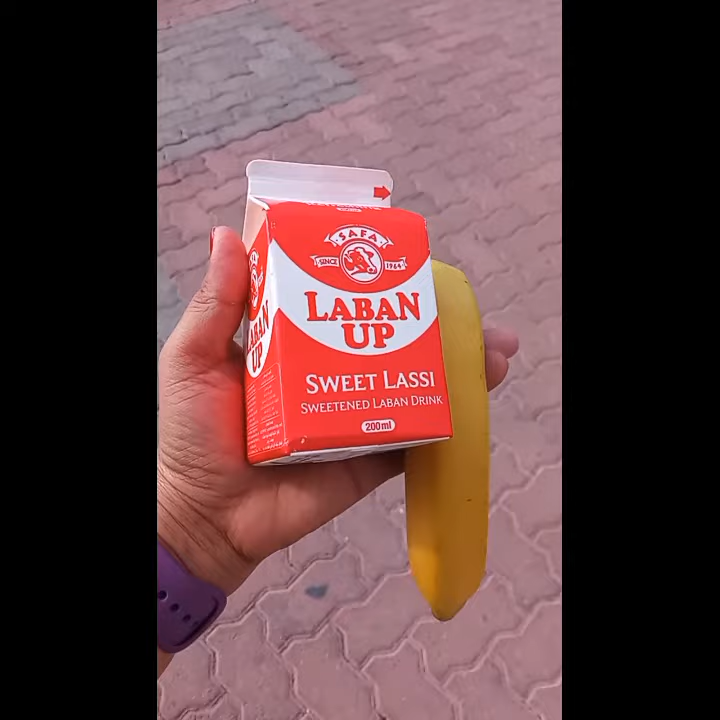 SAFA
SINCE 1964
LABAN
UP
SWEET LASSI
SWEETENED LABAN DRINK
200ml
LABAN
UP